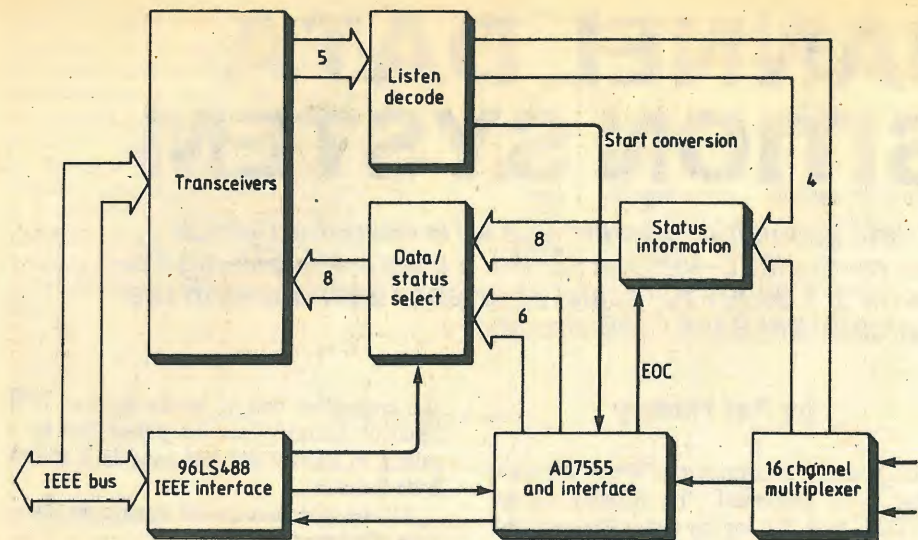 5
Listen
decode
Start conversion
Transceivers
4
8
Data/
status
select
8
Status
information
6
EOC
IEEE bus
96LS488
IEEE interface
AD7555
and interface
16 channel
multiplexer